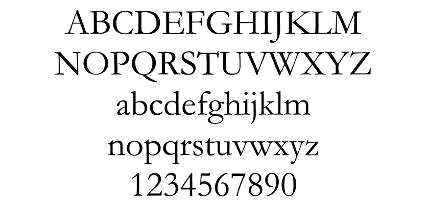 ABCDEFGHIJKLM
NOPQRSTUVWXYZ
abcdefghijklm
nopqrstuvwxyz
1234567890